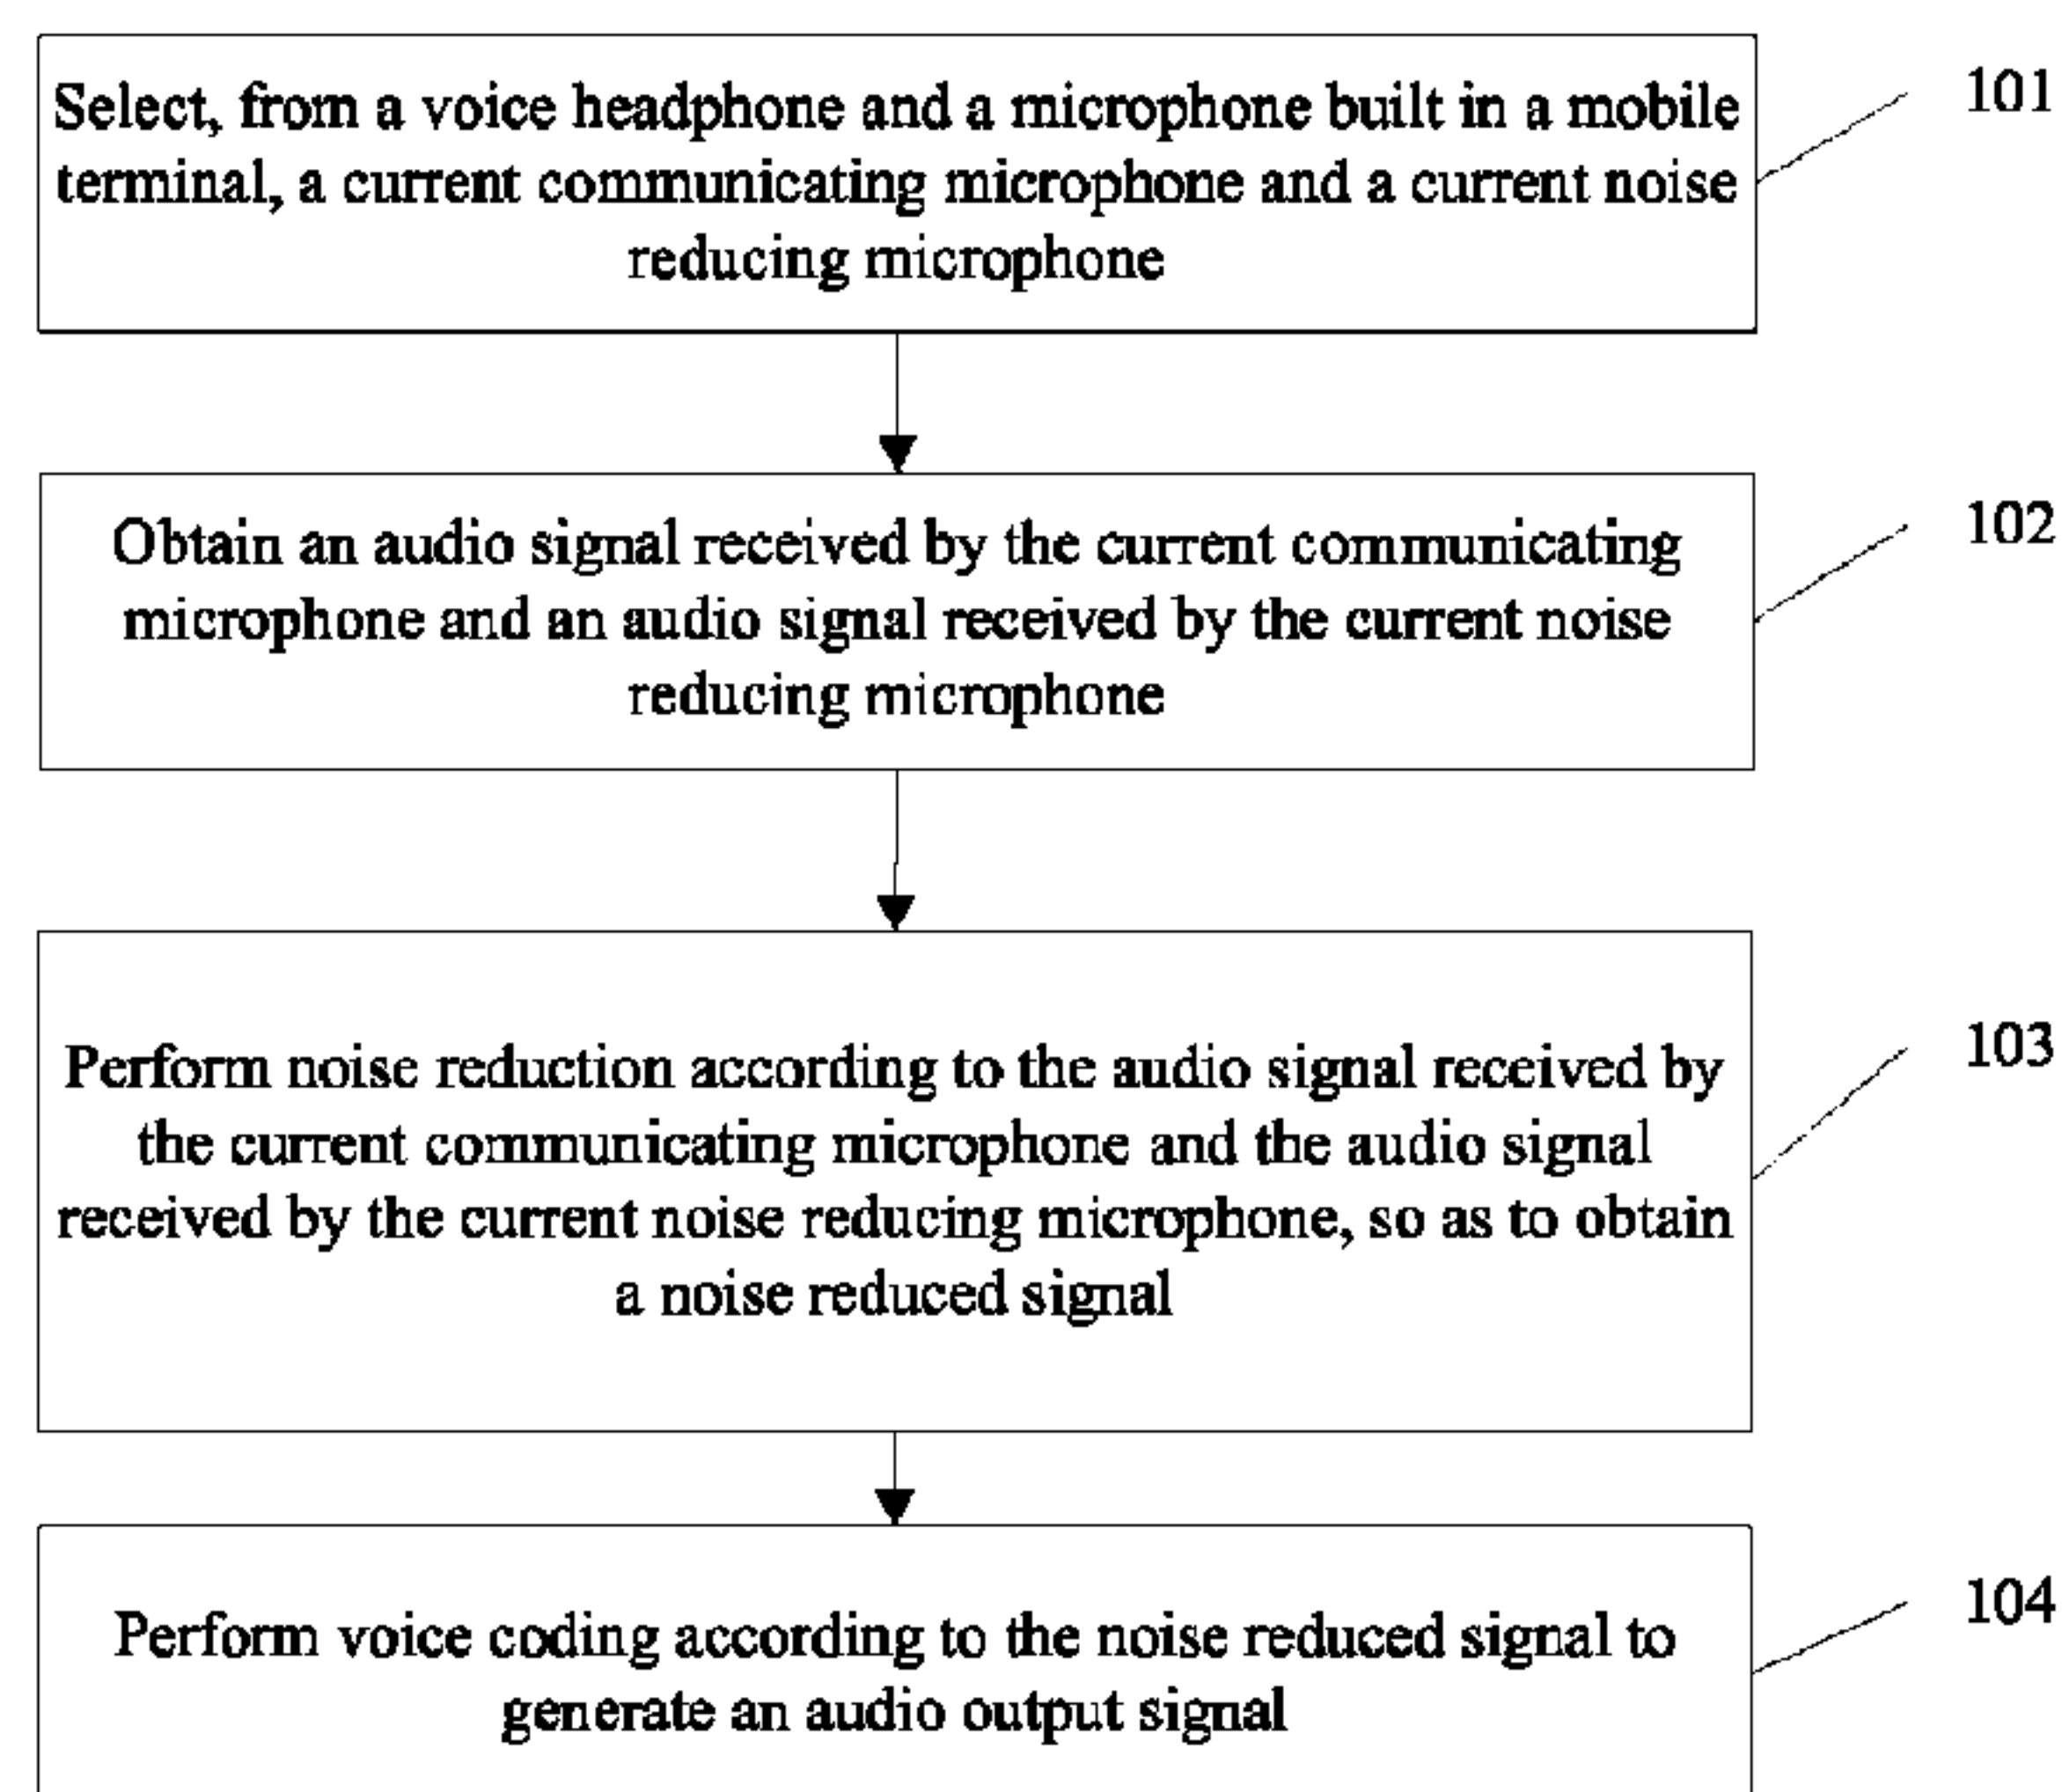 Select, from a voice headphone and a microphone built in a mobile
terminal, a current communicating microphone and a current noise
reducing microphone
101
Obtain an audio signal received by the current communicating
microphone and an audio signal received by the current noise
reducing microphone
102
Perform noise reduction according to the audio signal received by
the current communicating microphone and the audio signal
received by the current noise reducing microphone, so as to obtain
a noise reduced signal
103
Perform voice coding according to the noise reduced signal to
generate an audio output signal
104